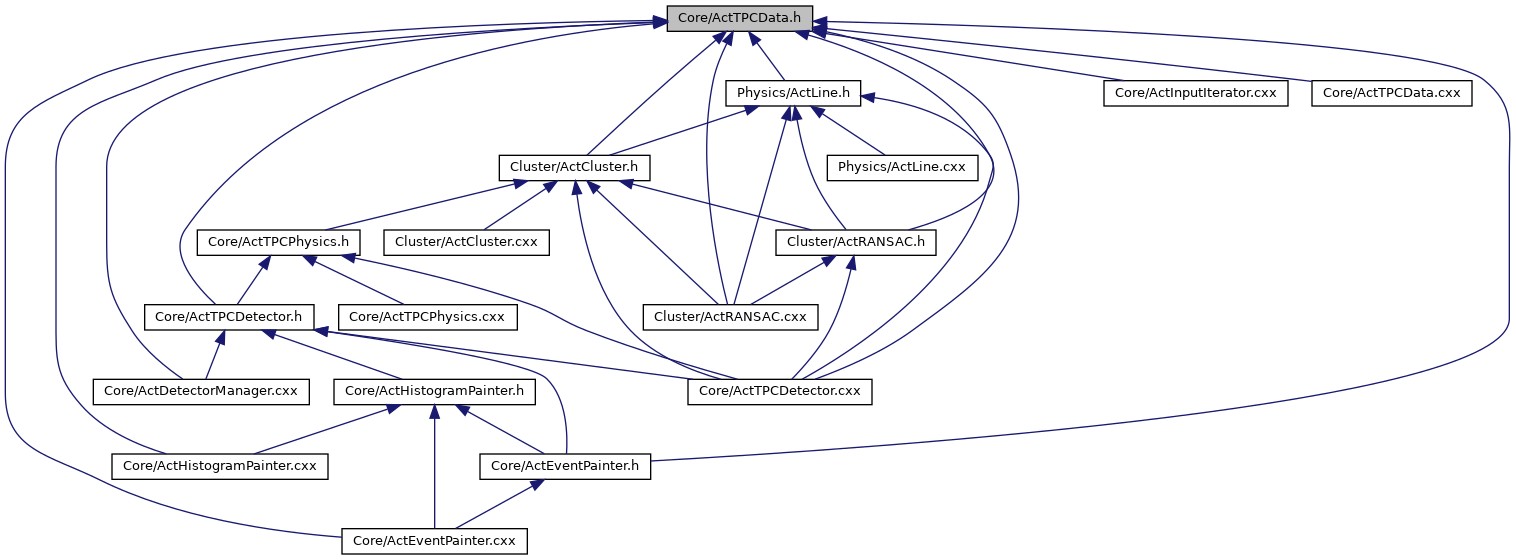 Core/ActTPCData.h
Physics/ActLine.h
Core/ActInputIterator.cxx
Core/ActTPCData.cxx
Cluster/ActCluster.h
Physics/ActLine.cxx
Core/ActTPCPhysics.h
Cluster/ActCluster.cxx
Cluster/ActRANSAC.h
Core/ActTPCDetector.h
Core/ActTPCPhysics.cxx
Cluster/ActRANSAC.cxx
Core/ActDetectorManager.cxx
Core/ActHistogramPainter.h
Core/ActTPCDetector.cxx
Core/ActHistogramPainter.cxx
Core/ActEventPainter.h
Core/ActEventPainter.cxx